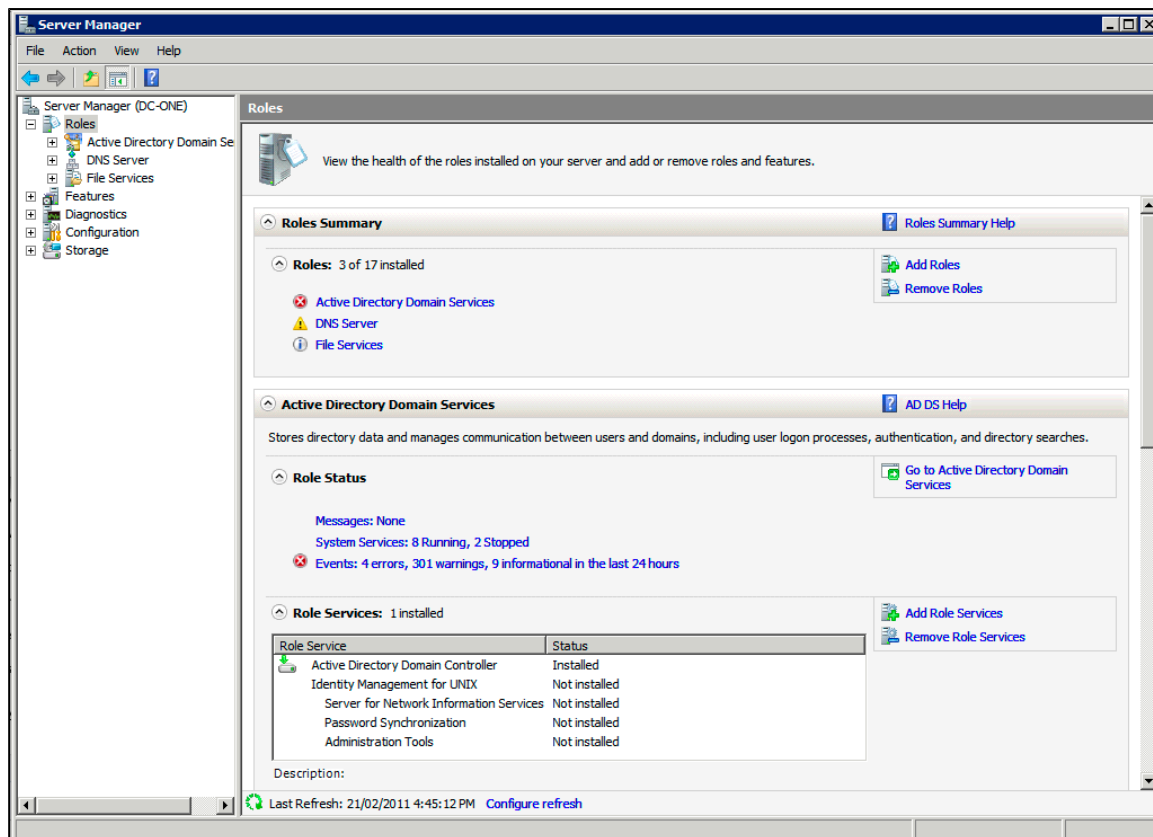 Server Manager
File Action View Help
Server Manager (DC-ONE)
Roles
Active Directory Domain Se
DNS Server
File Services
Features
Diagnostics
Configuration
Storage
Roles
View the health of the roles installed on your server and add or remove roles and features.
Roles Summary
Roles Summary Help
Roles: 3 of 17 installed
Add Roles
Remove Roles
Active Directory Domain Services
DNS Server
File Services
Active Directory Domain Services
AD DS Help
Stores directory data and manages communication between users and domains, including user logon processes, authentication, and directory searches.
Role Status
Go to Active Directory Domain
Services
Messages: None
System Services: 8 Running, 2 Stopped
Events: 4 errors, 301 warnings, 9 informational in the last 24 hours
Role Services: 1 installed
Add Role Services
Remove Role Services
Role Service Status
Active Directory Domain Controller Installed
Identity Management for UNIX Not installed
Server for Network Information Services Not installed
Password Synchronization Not installed
Administration Tools Not installed
Description:
Last Refresh: 21/02/2011 4:45:12 PM Configure refresh